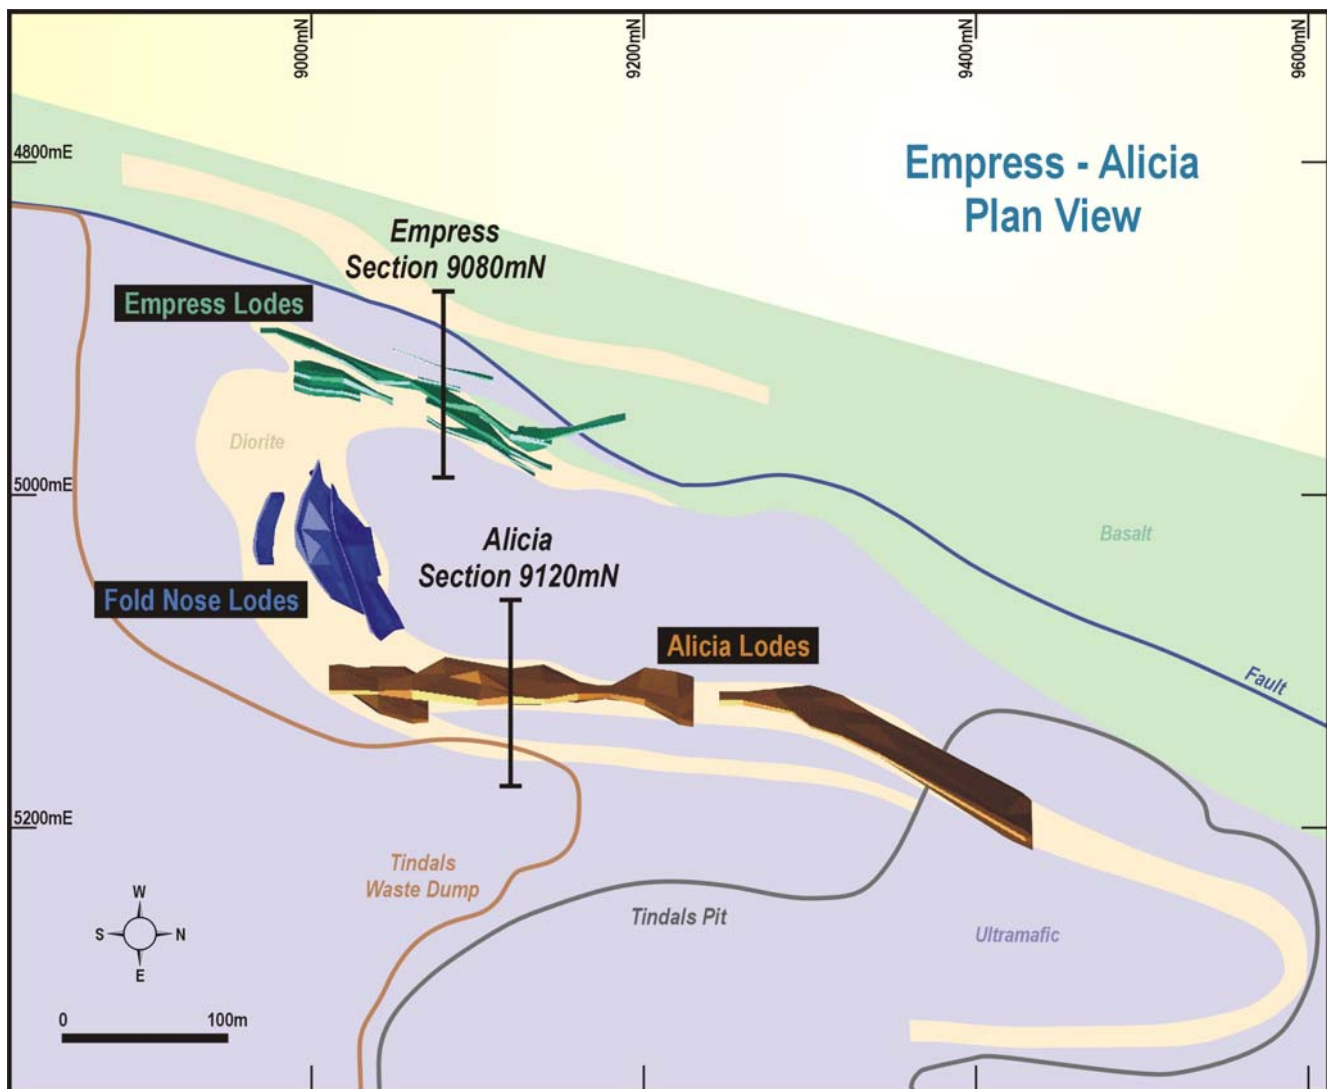 9000mN
9200mN
9400mN
9600mN
4800mE
Empress - Alicia
Plan View
Empress
Section 9080mN
Empress Lodes
Diorite
5000mE
Basalt
Alicia
Section 9120mN
Fold Nose Lodes
Alicia Lodes
Fault
5200mE
Tindals
Waste Dump
Tindals Pit
Ultramafic
W
S
N
E
0
100m